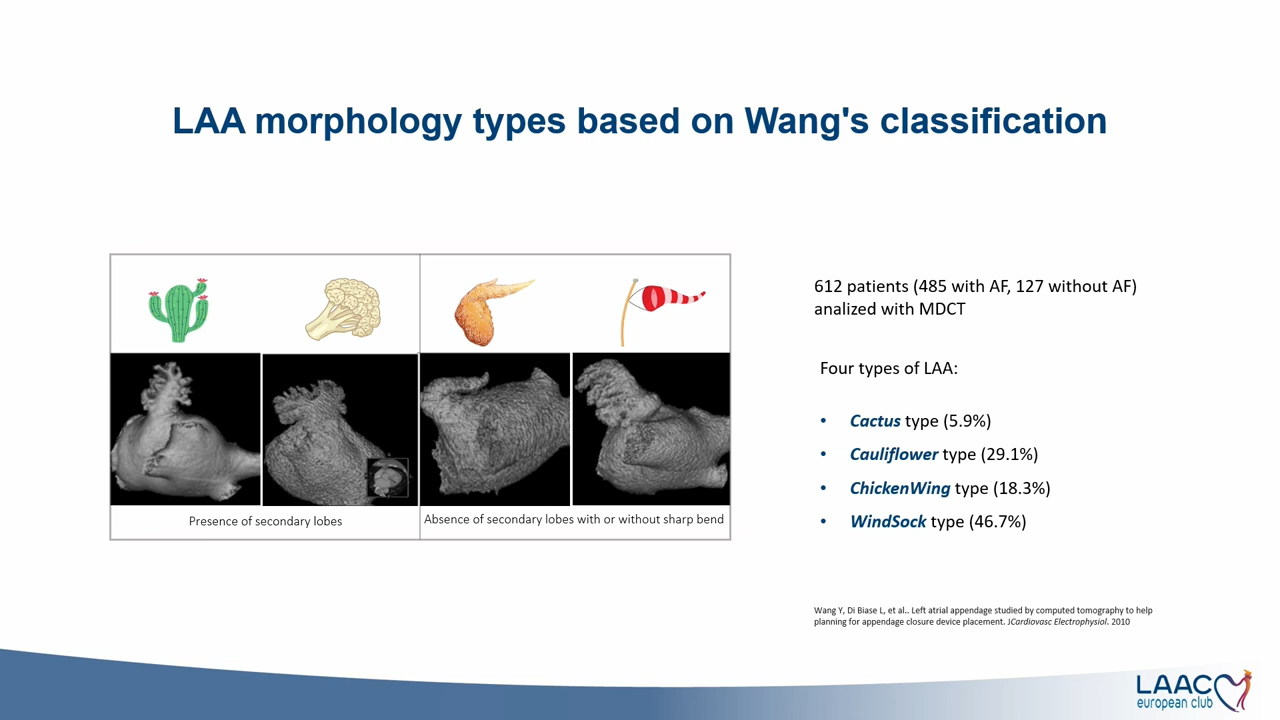 LAA morphology types based on Wang's classification
Presence of secondary lobes
Absence of secondary lobes with or without sharp bend
612 patients (485 with AF, 127 without AF)
analized with MDCT
Four types of LAA:
• Cactus type (5.9%)
• Cauliflower type (29.1%)
• ChickenWing type (18.3%)
• WindSock type (46.7%)
Wang Y, Di Biase L, et al.. Left atrial appendage studied by computed tomography to help
planning for appendage closure device placement. JCardiovasc Electrophysiol. 2010
LAAC
european club